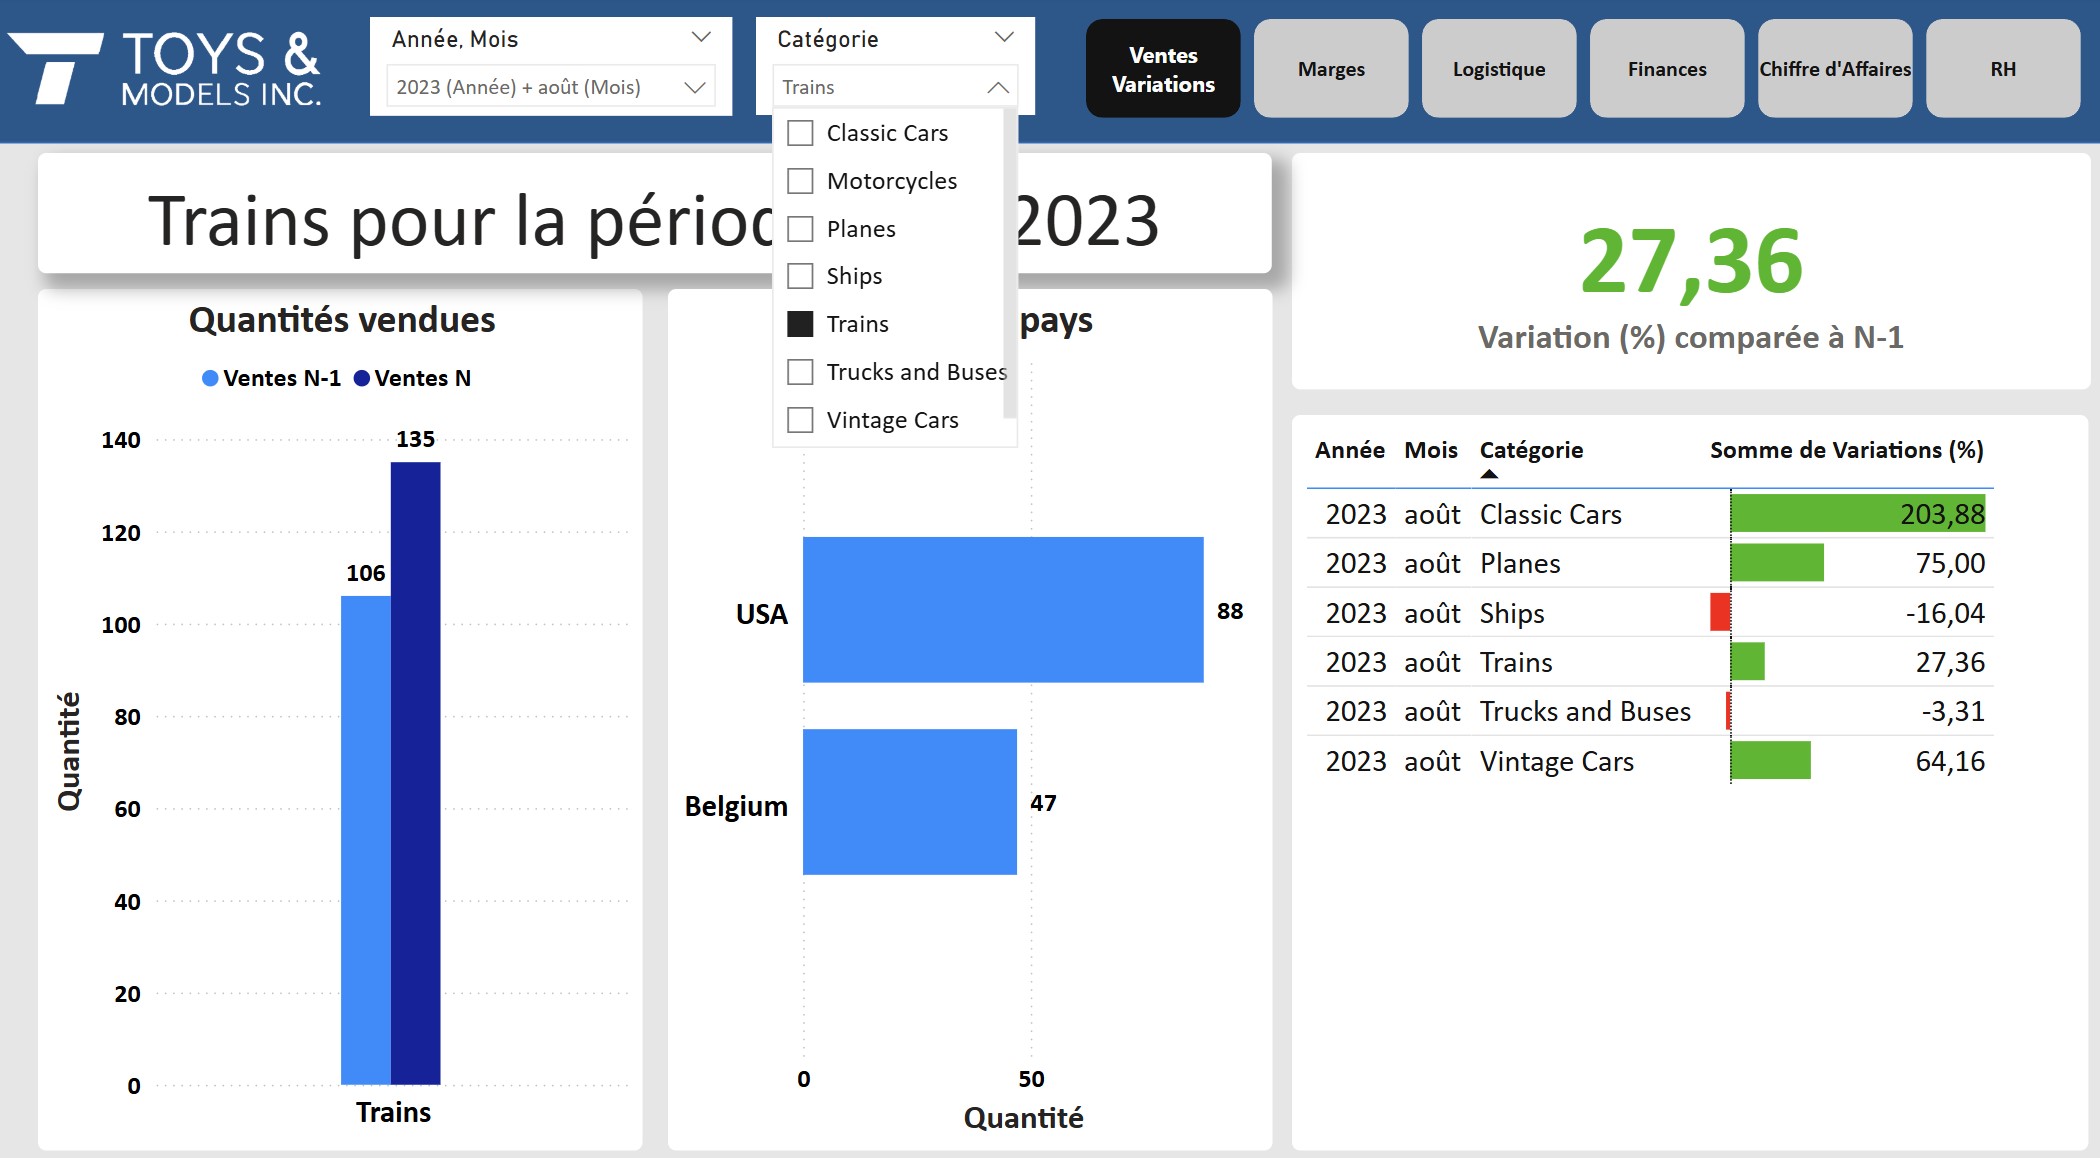 TOYS &
MODELS INC.
Année, Mois
2023 (Année) + août (Mois)
Catégorie
Trains
Classic Cars
Motorcycles
Planes
Ships
Trains
Trucks and Buses
Vintage Cars
Ventes
Variations
Marges
Logistique
Finances
Chiffre d'Affaires
RH
Trains pour la 2023
27,36
Variation (%) comparée à N-1
Quantités vendues
Ventes N-1 Ventes N
140
120
100
80
60
40
20
0
Quantité
106
135
Trains
pays
USA
88
Belgium
47
0 50
Quantité
Année Mois Catégorie Somme de Variations (%)
2023 août Classic Cars 203,88
2023 août Planes 75,00
2023 août Ships -16,04
2023 août Trains 27,36
2023 août Trucks and Buses -3,31
2023 août Vintage Cars 64,16